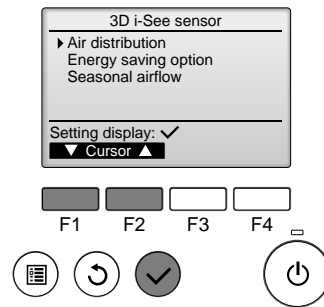 3D i-See sensor
Air distribution
Energy saving option
Seasonal airflow
Setting display:
Cursor
F1 F2 F3 F4